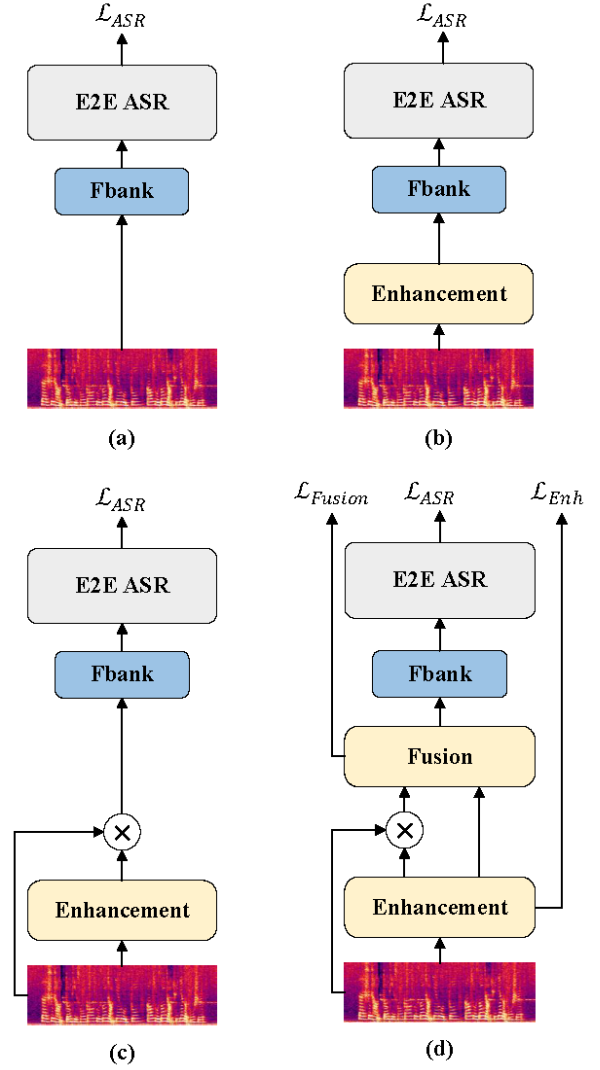 ℒ_ASR
E2E ASR
Fbank
(a)
ℒ_ASR
E2E ASR
Fbank
Enhancement
(b)
ℒ_ASR
E2E ASR
Fbank
×
Enhancement
(c)
ℒ_Fusion ℒ_ASR ℒ_Enh
E2E ASR
Fbank
Fusion
×
Enhancement
(d)